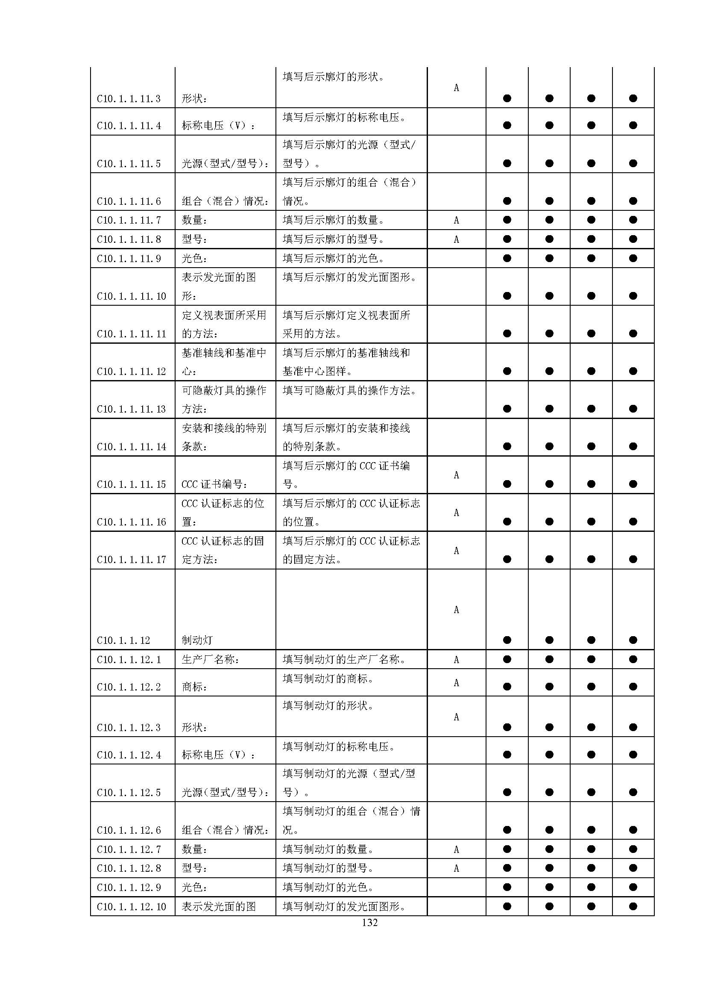 填写后示廓灯的形状。
C10.1.1.11.3 形状： A ● ● ● ●
填写后示廓灯的标称电压。
C10.1.1.11.4 标称电压（V）： ● ● ● ●
填写后示廓灯的光源（型式/
C10.1.1.11.5 光源(型式/型号)： 型号）。 ● ● ● ●
填写后示廓灯的组合（混合）
C10.1.1.11.6 组合（混合）情况： 情况。 ● ● ● ●
C10.1.1.11.7 数量： 填写后示廓灯的数量。 A ● ● ● ●
C10.1.1.11.8 型号： 填写后示廓灯的型号。 A ● ● ● ●
C10.1.1.11.9 光色： 填写后示廓灯的光色。 ● ● ● ●
表示发光面的图 填写后示廓灯的发光面图形。
C10.1.1.11.10 形： ● ● ● ●
定义视表面所采用 填写后示廓灯定义视表面所
C10.1.1.11.11 的方法： 采用的方法。 ● ● ● ●
基准轴线和基准中 填写后示廓灯的基准轴线和
C10.1.1.11.12 心： 基准中心图样。 ● ● ● ●
可隐蔽灯具的操作 填写可隐蔽灯具的操作方法。
C10.1.1.11.13 方法： ● ● ● ●
安装和接线的特别 填写后示廓灯的安装和接线
C10.1.1.11.14 条款： 的特别条款。 ● ● ● ●
填写后示廓灯的 CCC 证书编
C10.1.1.11.15 CCC 证书编号： 号。 A ● ● ● ●
CCC 认证标志的位 填写后示廓灯的 CCC 认证标志
C10.1.1.11.16 置： 的位置。 A ● ● ● ●
CCC 认证标志的固 填写后示廓灯的 CCC 认证标志
C10.1.1.11.17 定方法： 的固定方法。 A ● ● ● ●
C10.1.1.12 制动灯 A ● ● ● ●
C10.1.1.12.1 生产厂名称： 填写制动灯的生产厂名称。 A ● ● ● ●
填写制动灯的商标。
C10.1.1.12.2 商标： A ● ● ● ●
填写制动灯的形状。
C10.1.1.12.3 形状： A ● ● ● ●
填写制动灯的标称电压。
C10.1.1.12.4 标称电压（V）： ● ● ● ●
填写制动灯的光源（型式/型
C10.1.1.12.5 光源(型式/型号)： 号）。 ● ● ● ●
填写制动灯的组合（混合）情
C10.1.1.12.6 组合（混合）情况： 况。 ● ● ● ●
C10.1.1.12.7 数量： 填写制动灯的数量。 A ● ● ● ●
C10.1.1.12.8 型号： 填写制动灯的型号。 A ● ● ● ●
C10.1.1.12.9 光色： 填写制动灯的光色。 ● ● ● ●
C10.1.1.12.10 表示发光面的图 填写制动灯的发光面图形。 ● ● ● ●
132